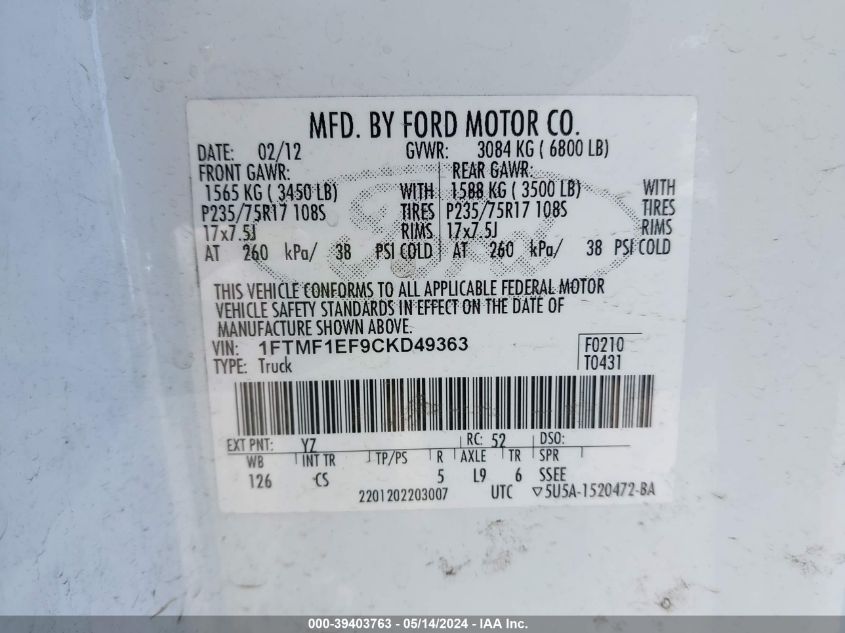 MFD. BY FORD MOTOR CO.
DATE: 02/12 GVWR: 3084 KG ( 6800 LB)
FRONT GAWR: REAR GAWR:
1565 KG ( 3450 LB) WITH 1588 KG ( 3500 LB) WITH
P235/75R17 108S TIRES P235/75R17 108S TIRES
17x7.5J RIMS 17x7.5J RIMS
AT 260 kPa/ 38 PSI COLD AT 260 kPa/ 38 PSI COLD
Ford
THIS VEHICLE CONFORMS TO ALL APPLICABLE FEDERAL MOTOR
VEHICLE SAFETY STANDARDS IN EFFECT ON THE DATE OF
MANUFACTURE SHOWN ABOVE.
VIN: 1FTMF1EF9CKD49363 F0210
TYPE: Truck T0431
EXT PNT: YZ RC: 52 DSO:
WB INT TR TP/PS R AXLE TR SPR
126 CS 5 L9 6 SSEE
2201202203007 UTC ▽5U5A-1520472-BA
000-39403763 - 05/14/2024 - IAA Inc.